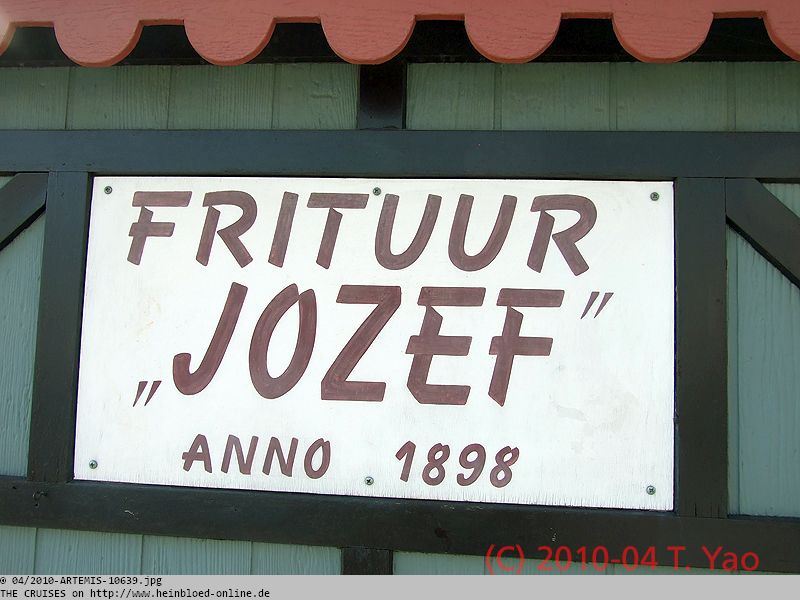 FRITUUR
„JOZEF”
ANNO 1898
(C) 2010-04 T. Yao
© 04/2010-ARTEMIS-10639.jpg
THE CRUISES on http://www.heinbloed-online.de